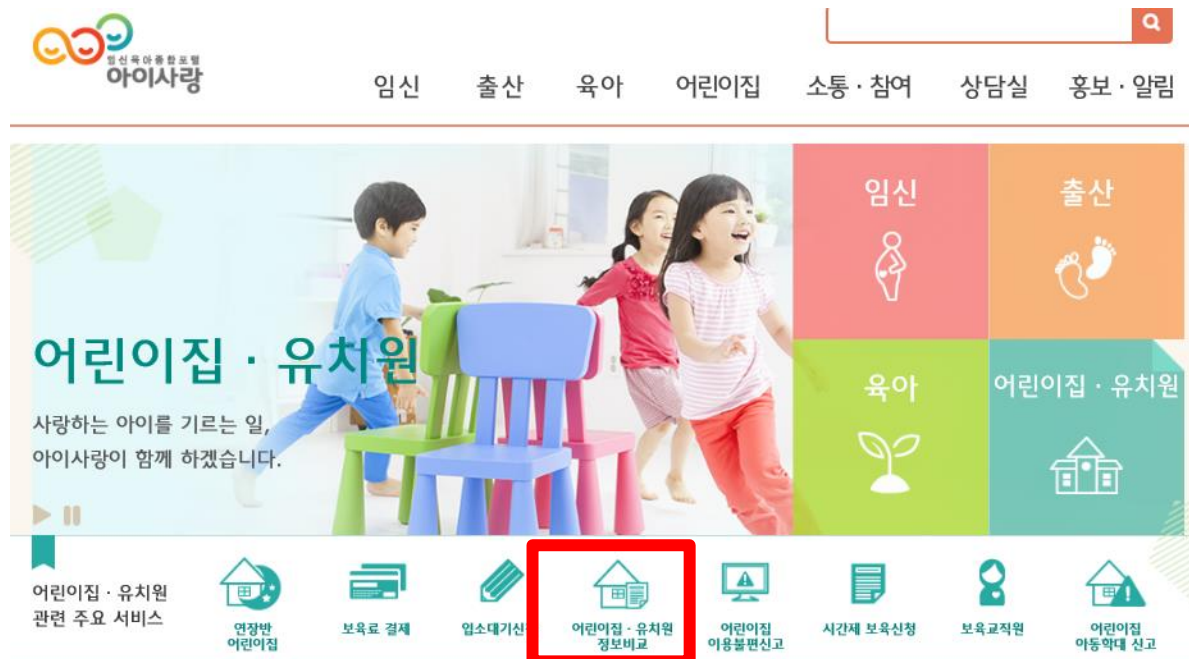 임신육아종합포털
아이사랑
임신 출산 육아 어린이집 소통·참여 상담실 홍보·알림
어린이집·유치원
사랑하는 아이를 기르는 일,
아이사랑이 함께 하겠습니다.
임신
출산
육아
어린이집·유치원
어린이집·유치원
관련 주요 서비스
연장반
어린이집
보육료 결제
입소대기신청
어린이집·유치원
정보비교
어린이집
이용불편신고
시간제 보육신청
보육교직원
어린이집
아동학대 신고